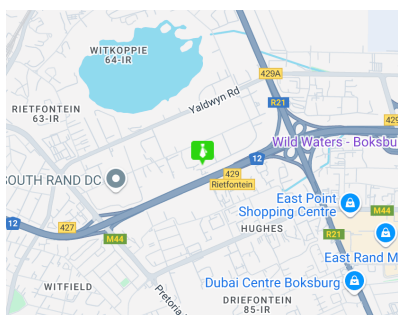 WITKOPPIE
64-IR
429A
Yaldwyn Rd
R21
RIETFONTEIN
63-IR
429
Wild Waters - Boksbu
12
SOUTH RAND DC
429
Rietfontein
East Point
Shopping Centre
12
427
M44
M44
HUGHES
R21
East Rand M
WITFIELD
Pretoria
Dubai Centre Boksburg
DRIEFONTEIN
85-IR